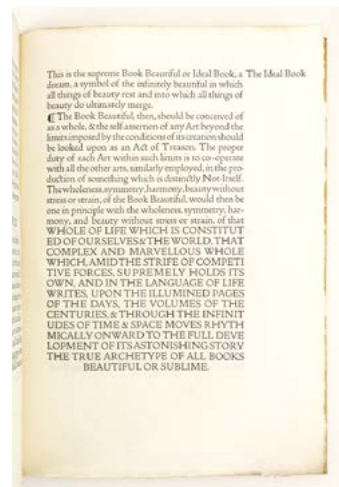 This is the supreme Book Beautiful or Ideal Book, a The Ideal Book
dream, a symbol of the infinitely beautiful in which
all things of beauty rest and into which all things of
beauty do ultimately merge.
¶ The Book Beautiful, then, should be conceived of
as a whole, & the self-assertion of any Art beyond the
limits imposed by the conditions of its creation should
be looked upon as an Act of Treason. The proper
duty of each Art within such limits is to co-operate
with all the other arts, similarly employed, in the pro-
duction of something which is distinctly Not-Itself.
The wholeness, symmetry, harmony, beauty without
stress or strain, of the Book Beautiful, would then be
one in principle with the wholeness, symmetry, har-
mony, and beauty without stress or strain, of that
WHOLE OF LIFE WHICH IS CONSTITUT
ED OF OURSELVES & THE WORLD, THAT
COMPLEX AND MARVELLOUS WHOLE
WHICH, AMID THE STRIFE OF COMPETI
TIVE FORCES, SUPREMELY HOLDS ITS
OWN, AND IN THE LANGUAGE OF LIFE
WRITES, UPON THE ILLUMINED PAGES
OF THE DAYS, THE VOLUMES OF THE
CENTURIES, & THROUGH THE INFINIT
UDES OF TIME & SPACE MOVES RHYTH
MICALLY ONWARD TO THE FULL DEVE
LOPMENT OF ITS ASTONISHING STORY
THE TRUE ARCHETYPE OF ALL BOOKS
BEAUTIFUL OR SUBLIME.